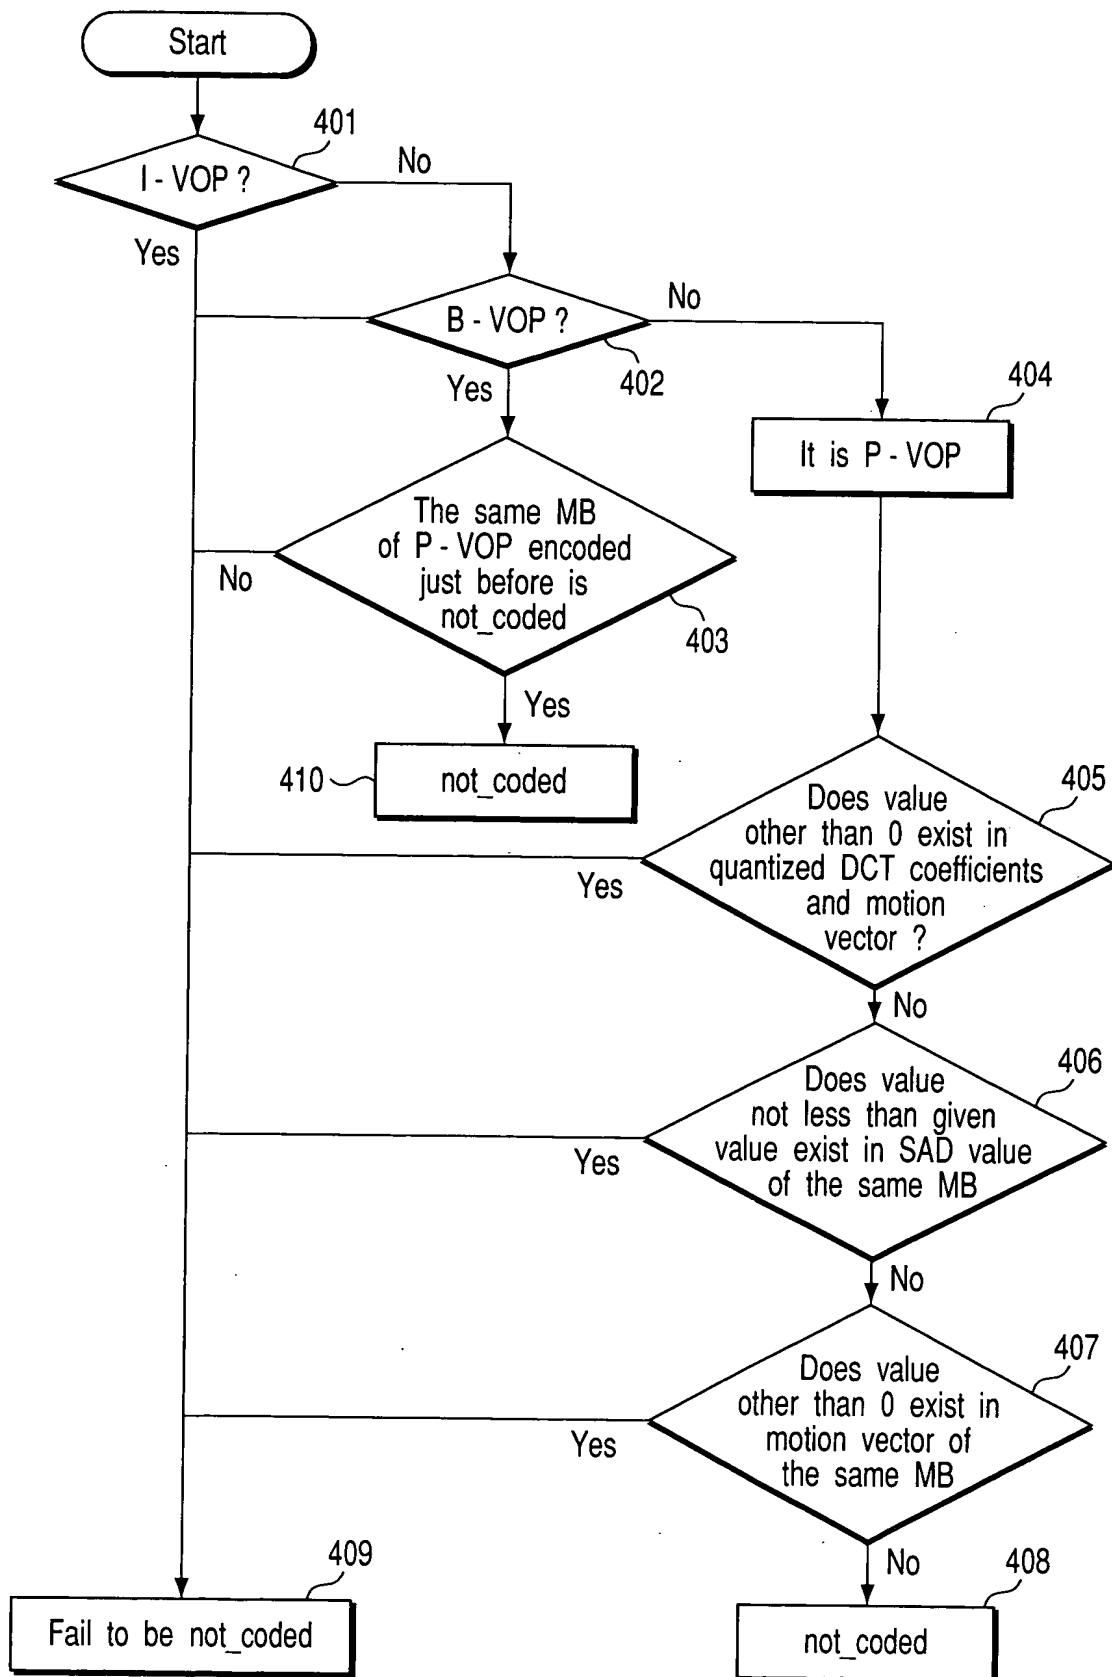 Start
401
I - VOP ?
No
Yes
B - VOP ?
No
402
Yes
404
It is P - VOP
The same MB
of P - VOP encoded
just before is
not_coded
No
403
Yes
410
not_coded
405
Does value
other than 0 exist in
quantized DCT coefficients
and motion
vector ?
Yes
No
406
Does value
not less than given
value exist in SAD value
of the same MB
Yes
No
407
Does value
other than 0 exist in
motion vector of
the same MB
Yes
No
409
Fail to be not_coded
408
not_coded